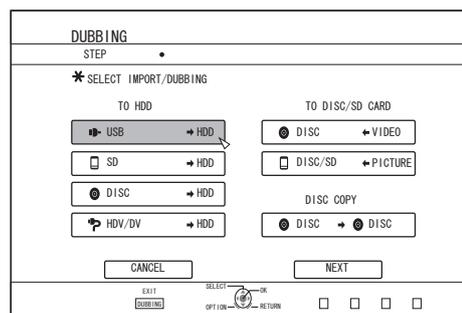 DUBBING
STEP
SELECT IMPORT/DUBBING
TO HDD
USB ➡ HDD
SD ➡ HDD
DISC ➡ HDD
HDV/DV ➡ HDD
TO DISC/SD CARD
DISC ⬅ VIDEO
DISC/SD ⬅ PICTURE
DISC COPY
DISC ➡ DISC
CANCEL
NEXT
EXIT
DUBBING
SELECT
OK
OPTION
RETURN